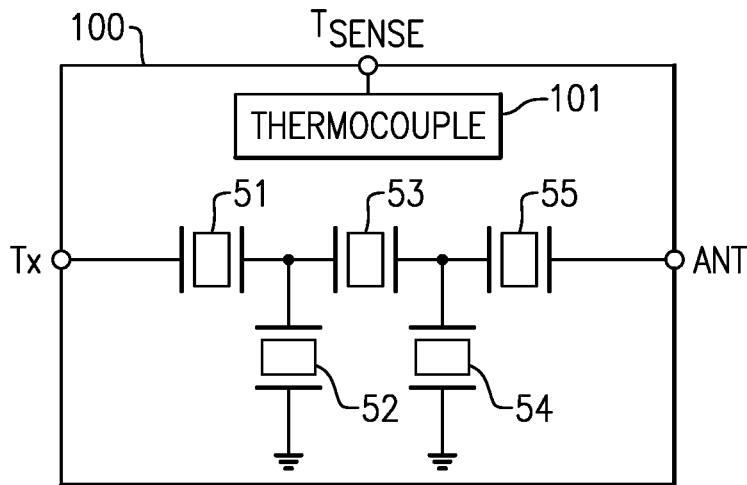 100
TSENSE
101
THERMOCOUPLE
51
53
55
Tx
ANT
52
54